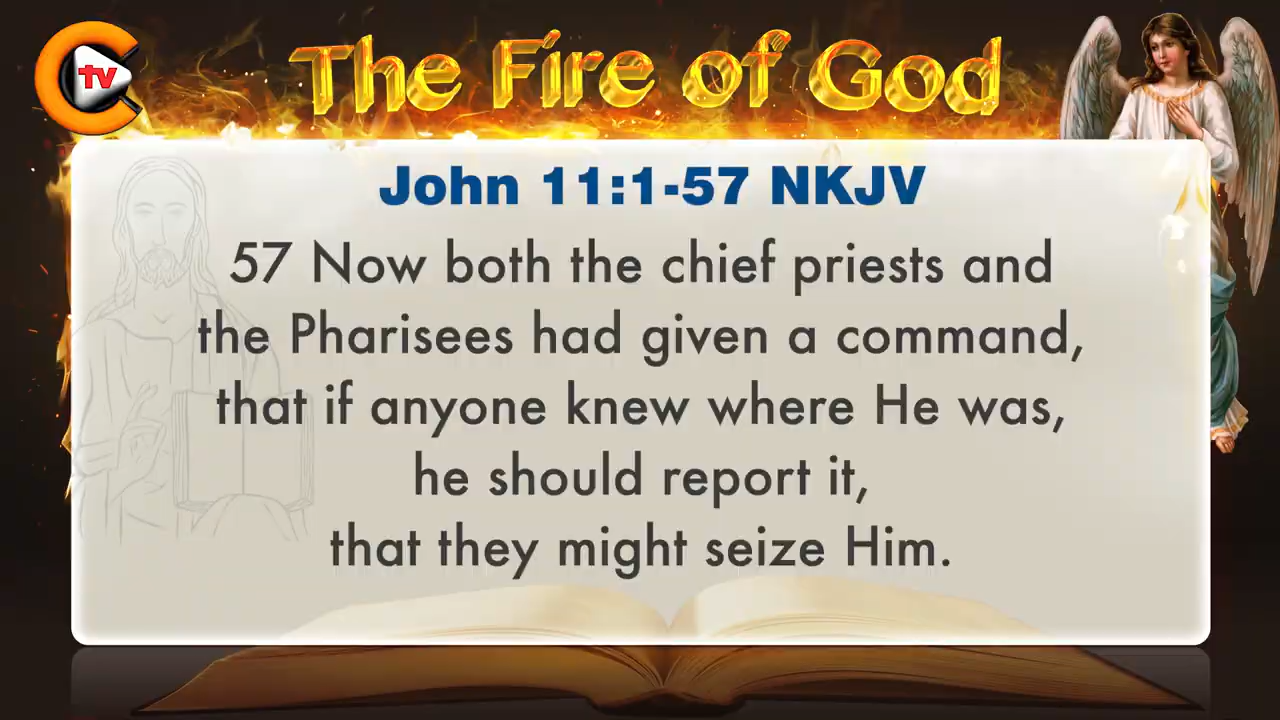 tv
The Fire of God
John 11:1-57 NKJV
57 Now both the chief priests and
the Pharisees had given a command,
that if anyone knew where He was,
he should report it,
that they might seize Him.